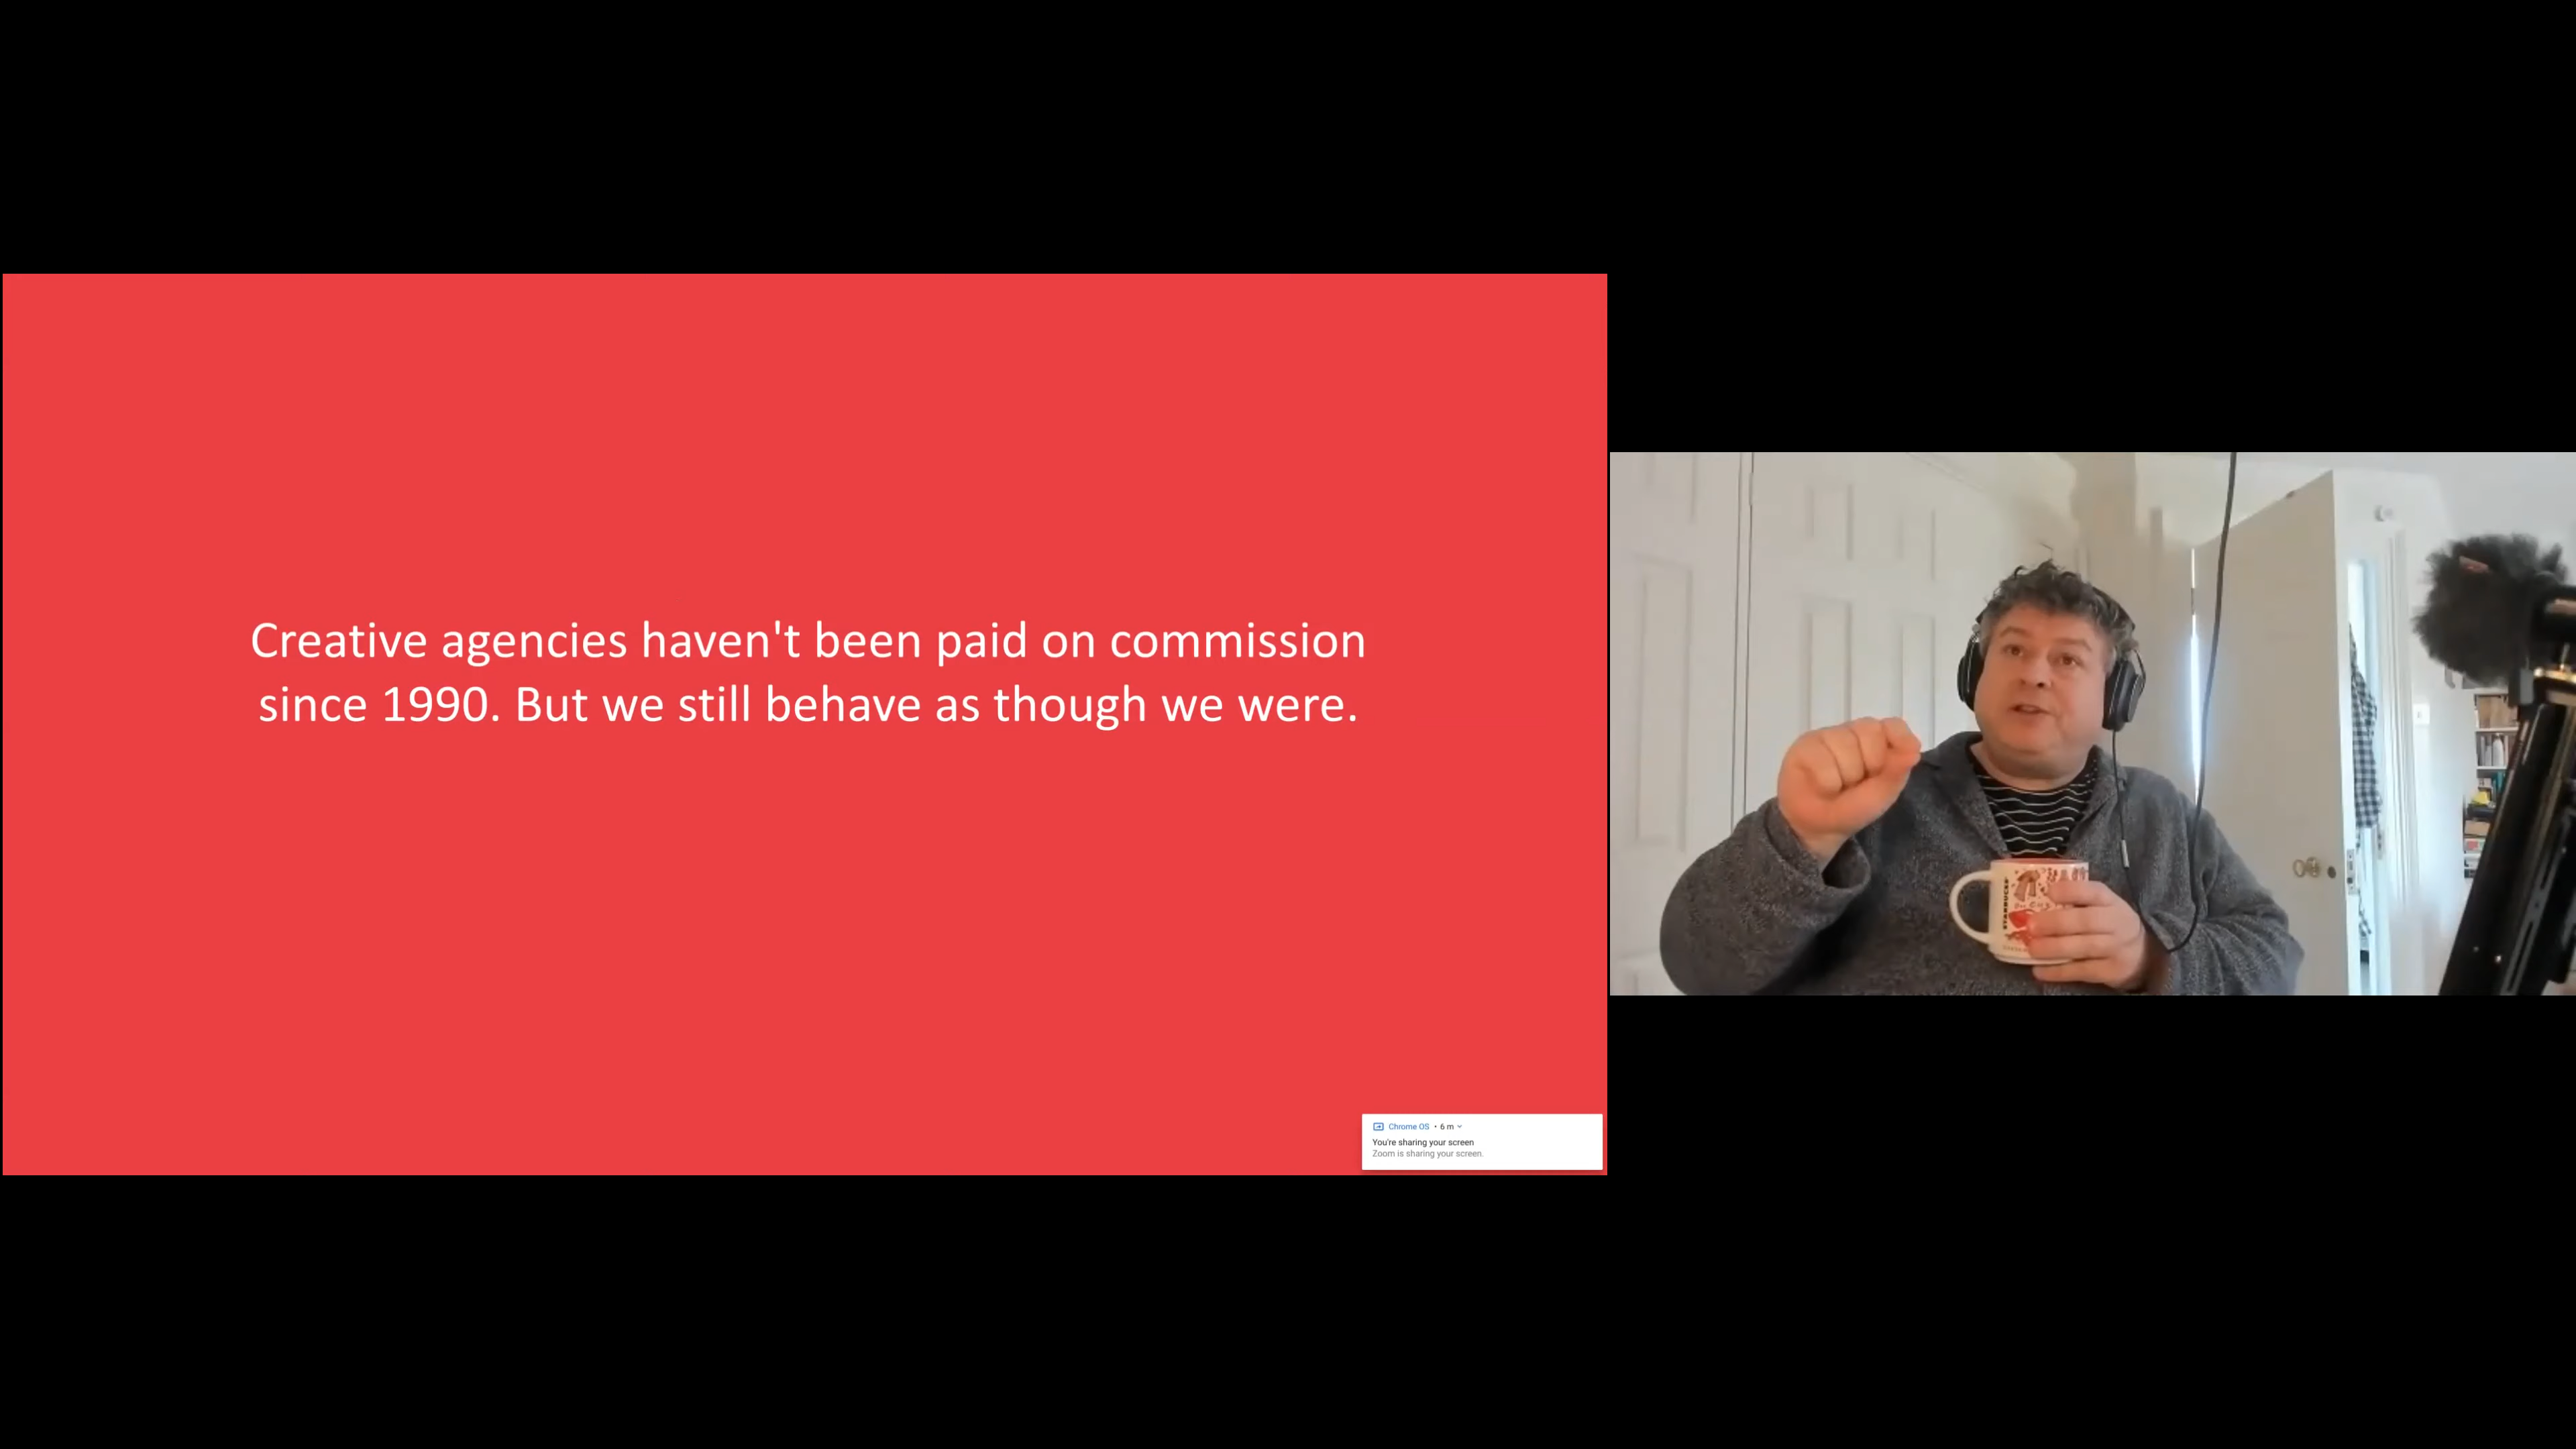 Creative agencies haven't been paid on commission
since 1990. But we still behave as though we were.
Chrome OS • 6 m
You're sharing your screen
Zoom is sharing your screen.
STARBUCKS